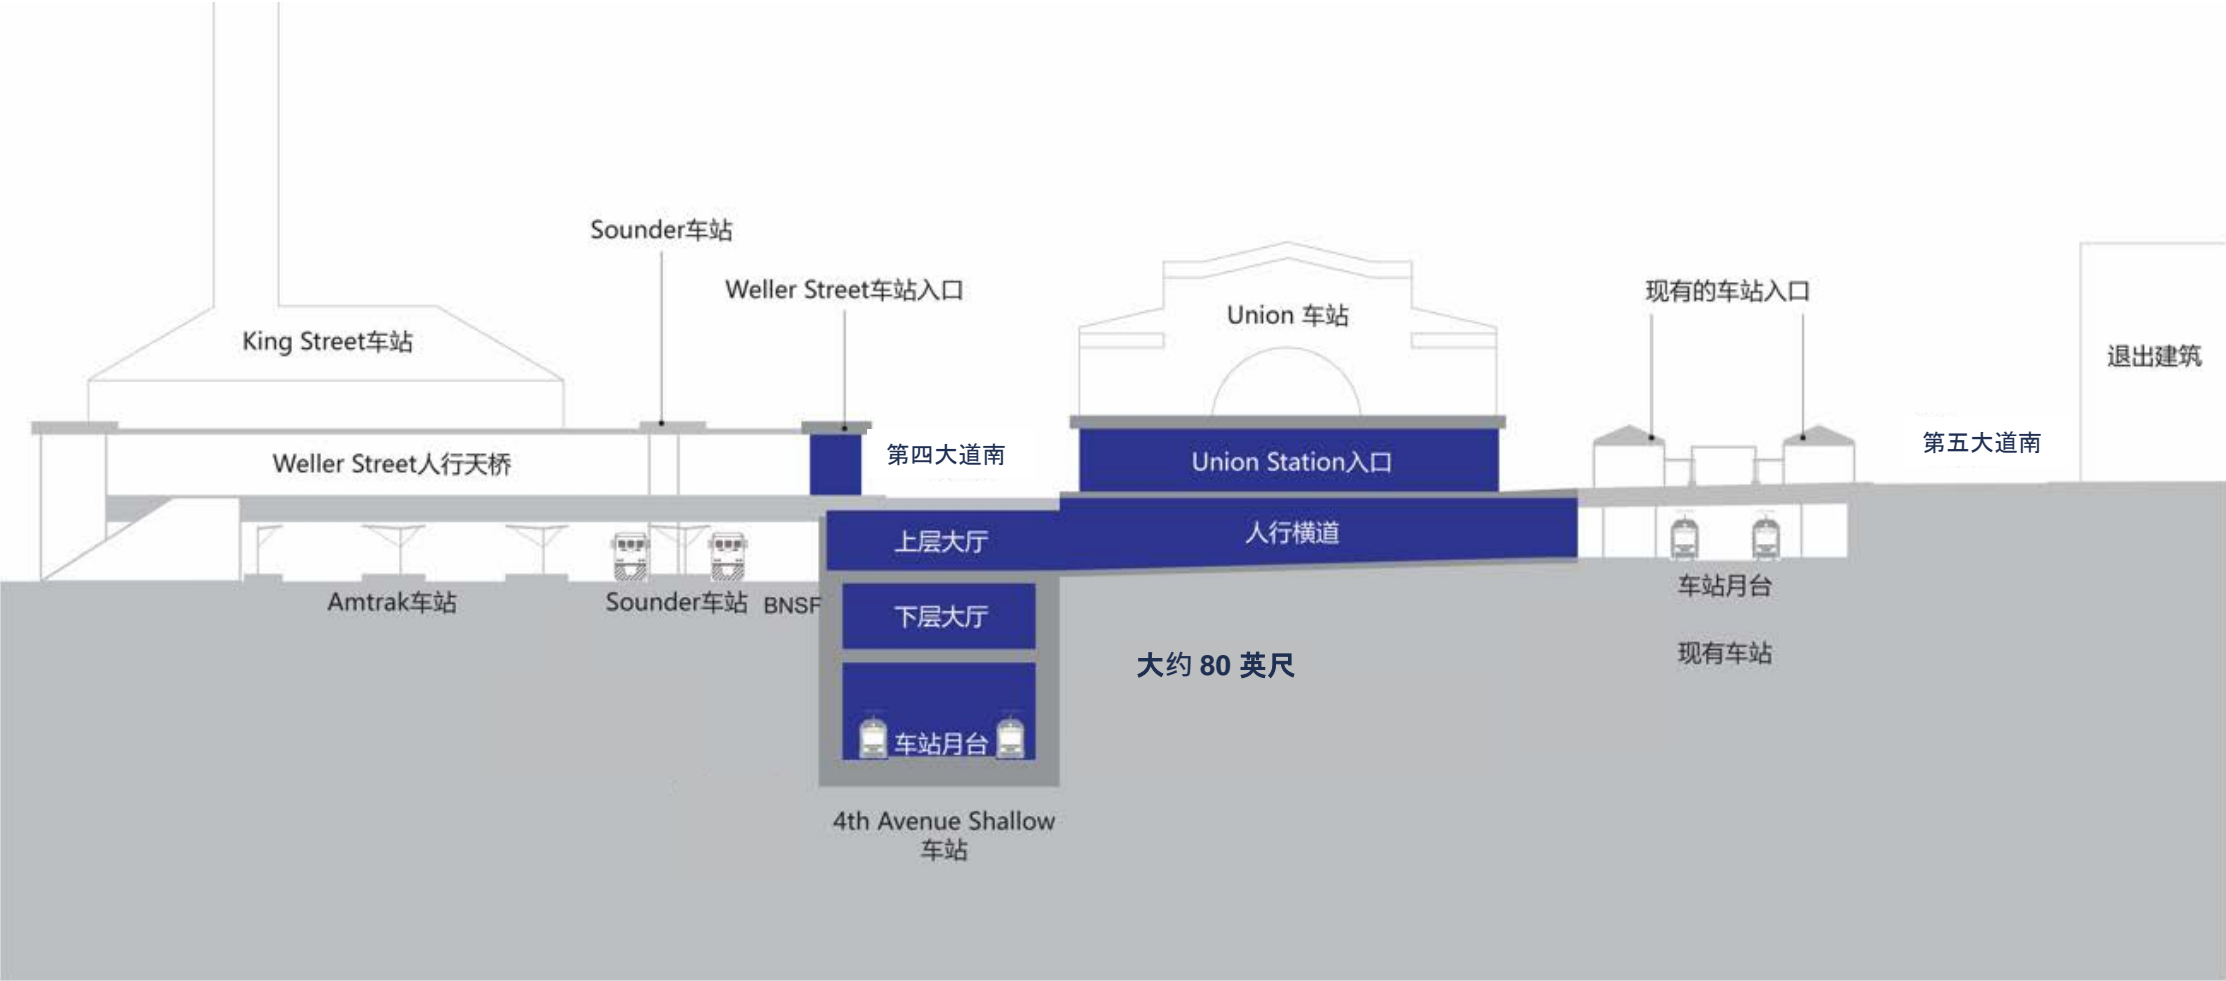 Sounder车站
Weller Street车站入口
King Street车站
Union 车站
现有的车站入口
退出建筑
Weller Street人行天桥
第四大道南
Union Station入口
第五大道南
上层大厅
人行横道
Amtrak车站
Sounder车站
BNSF
下层大厅
车站月台
现有车站
大约 80 英尺
车站月台
4th Avenue Shallow
车站